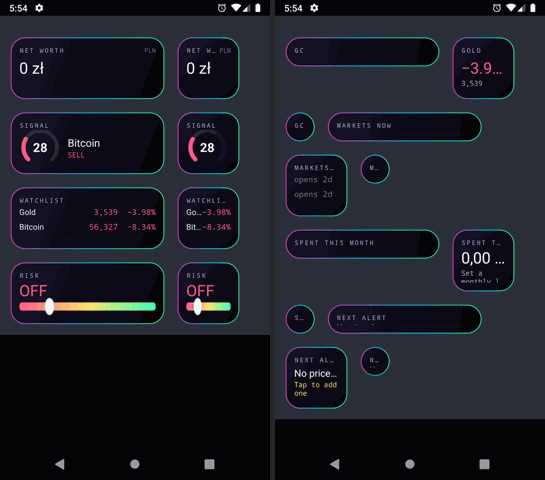 5:54
NET WORTH PLN
0 zł
NET W… PLN
0 zł
SIGNAL
28
Bitcoin
SELL
SIGNAL
28
WATCHLIST
Gold 3,539 -3.98%
Bitcoin 56,327 -8.34%
WATCHLI…
Go… -3.98%
Bit… -8.34%
RISK
OFF
RISK
OFF
5:54
GC
GOLD
−3.9…
3,539
GC
MARKETS NOW
MARKETS…
opens 2d
opens 2d
M…
SPENT THIS MONTH
SPENT T…
0,00 …
Set a
monthly l
S…
NEXT ALERT
NEXT AL…
No price…
Tap to add
one
N…